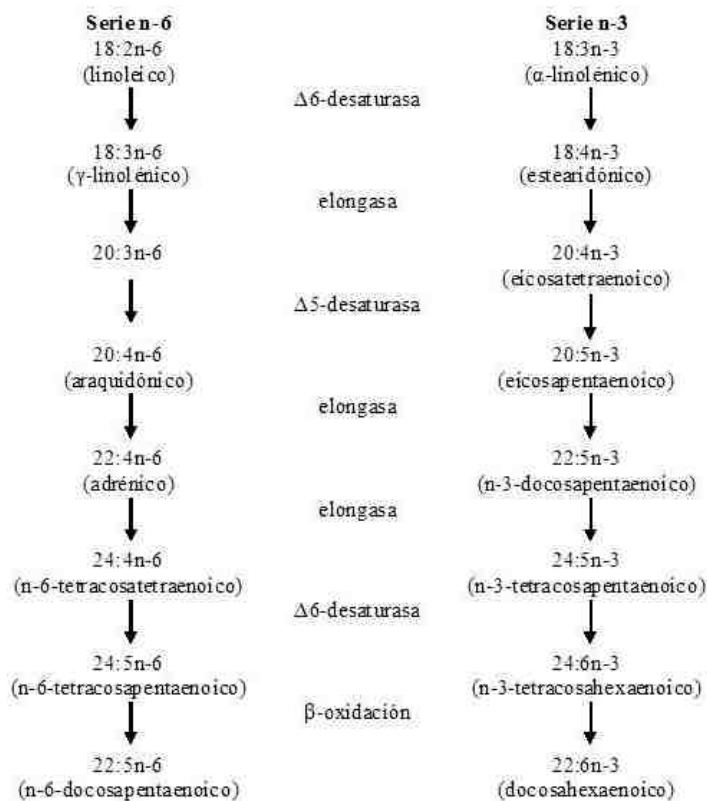 Serie n-6 Serie n-3
18:2n-6 18:3n-3
(linoleico) (α-linolénico)
Δ6-desaturasa
18:3n-6 18:4n-3
(γ-linolénico) (estearidónico)
elongasa
20:3n-6 20:4n-3
(eicosatetraenoico)
Δ5-desaturasa
20:4n-6 20:5n-3
(araquidónico) (eicosapentaenoico)
elongasa
22:4n-6 22:5n-3
(adrénico) (n-3-docosapentaenoico)
elongasa
24:4n-6 24:5n-3
(n-6-tetracosatetraenoico) (n-3-tetracosapentaenoico)
Δ6-desaturasa
24:5n-6 24:6n-3
(n-6-tetracosapentaenoico) (n-3-tetracosahexaenoico)
β-oxidación
22:5n-6 22:6n-3
(n-6-docosapentaenoico) (docosahexaenoico)